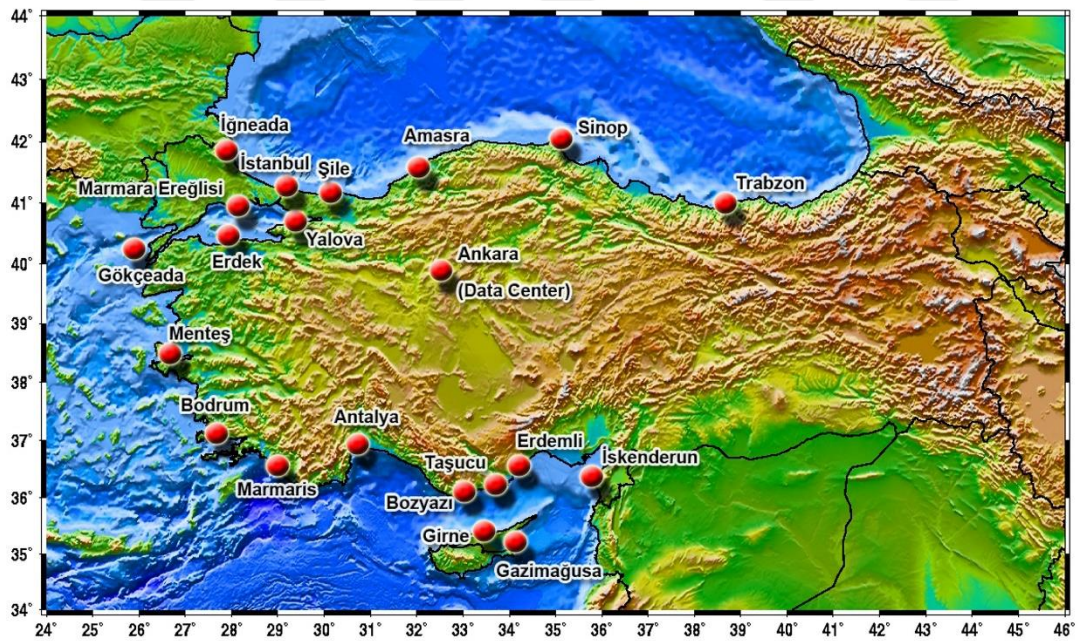 44°
43°
42°
41°
40°
39°
38°
37°
36°
35°
34°
İğneada
Amasra
Sinop
İstanbul
Şile
Marmara Ereğlisi
Trabzon
Yalova
Erdek
Gökçeada
Ankara
(Data Center)
Menteş
Bodrum
Antalya
Erdemli
Taşucu
İskenderun
Marmaris
Bozyazı
Girne
Gazimağusa
24° 25° 26° 27° 28° 29° 30° 31° 32° 33° 34° 35° 36° 37° 38° 39° 40° 41° 42° 43° 44° 45° 46°